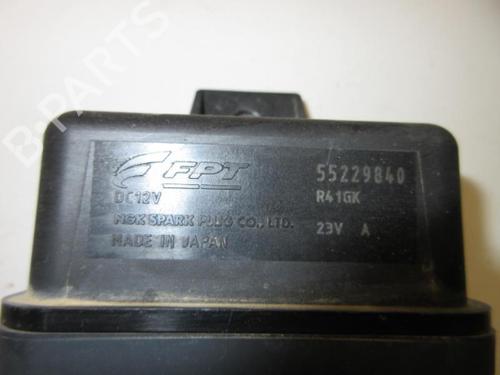 B-PARTS
FPT 55229840
DC12V R41GK
NGK SPARK PLUG CO., LTD. 23V A
MADE IN JAPAN